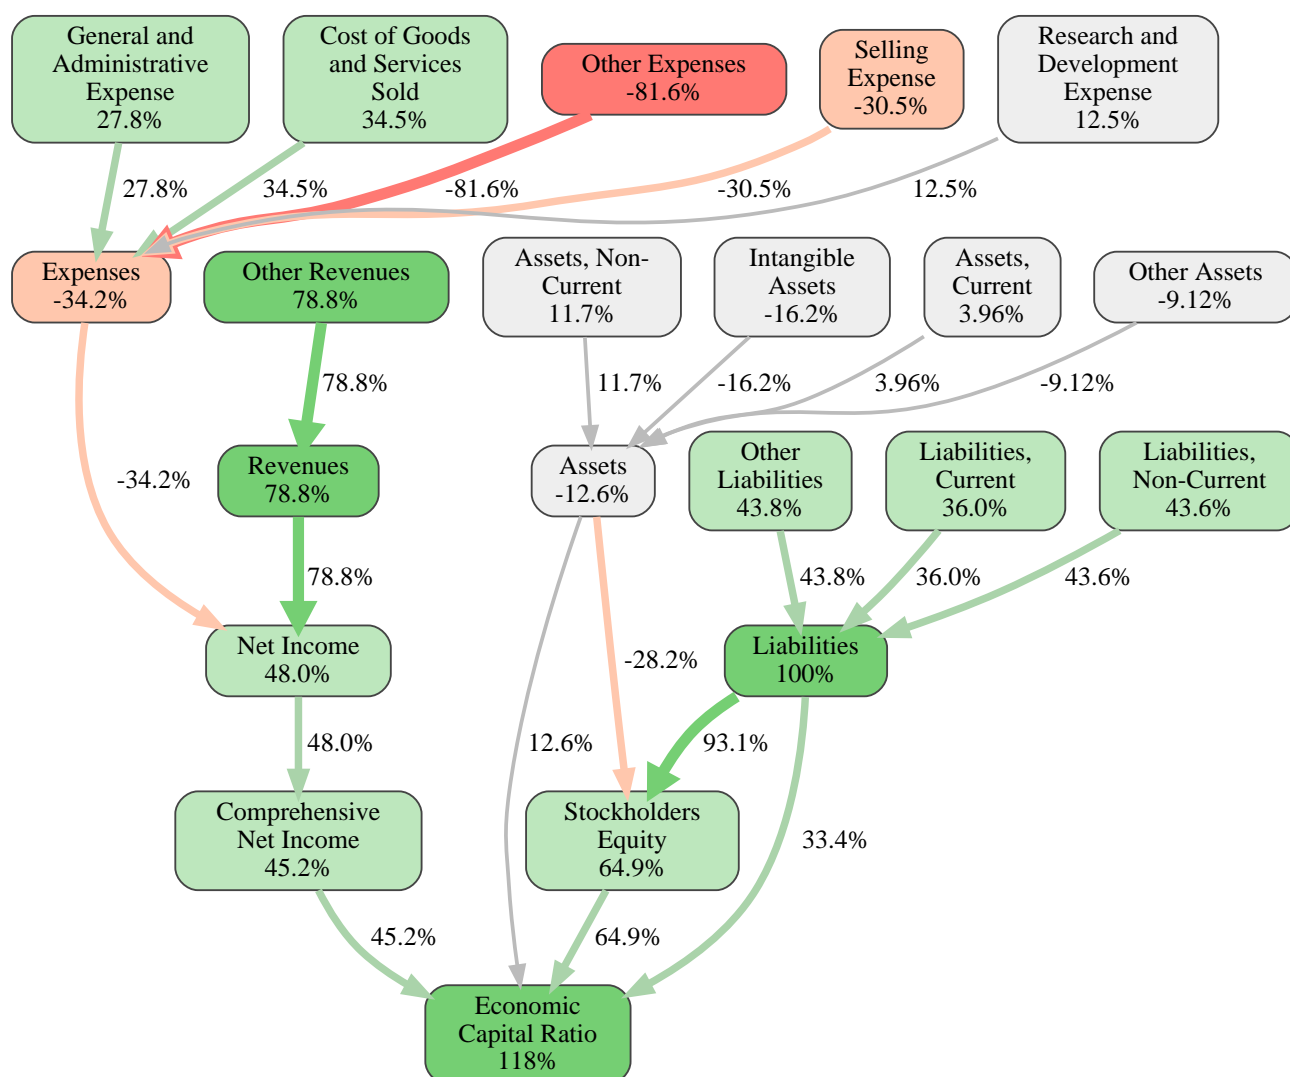 General and
Administrative
Expense
27.8%
Cost of Goods
and Services
Sold
34.5%
Other Expenses
-81.6%
Selling
Expense
-30.5%
Research and
Development
Expense
12.5%
27.8%
34.5%
-81.6%
-30.5%
12.5%
Expenses
-34.2%
Other Revenues
78.8%
Assets, Non-
Current
11.7%
Intangible
Assets
-16.2%
Assets,
Current
3.96%
Other Assets
-9.12%
78.8%
11.7%
-16.2%
3.96%
-9.12%
-34.2%
Revenues
78.8%
Assets
-12.6%
Other
Liabilities
43.8%
Liabilities,
Current
36.0%
Liabilities,
Non-Current
43.6%
78.8%
43.8%
36.0%
43.6%
Net Income
48.0%
-28.2%
Liabilities
100%
48.0%
12.6%
93.1%
Comprehensive
Net Income
45.2%
Stockholders
Equity
64.9%
33.4%
45.2%
64.9%
Economic
Capital Ratio
118%